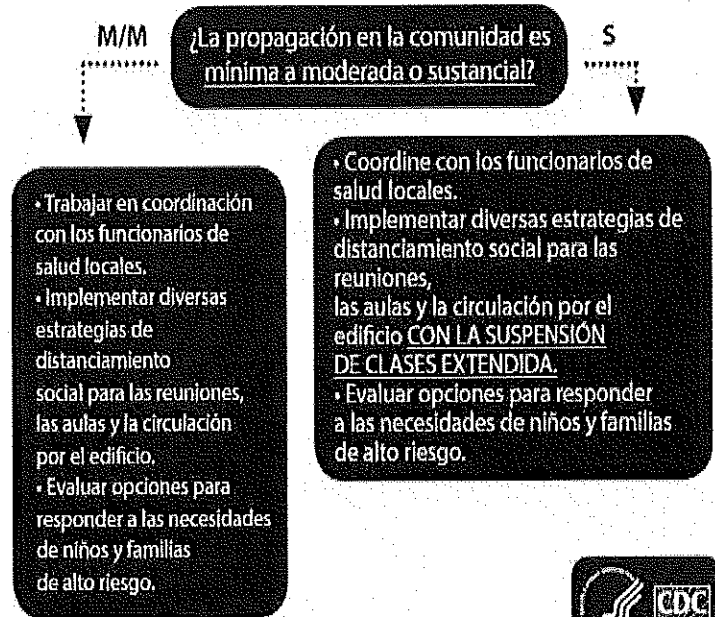 M/M
¿La propagación en la comunidad es
mínima a moderada o sustancial?
S
• Trabajar en coordinación
con los funcionarios de
salud locales.
• Implementar diversas
estrategias de
distanciamiento
social para las reuniones,
las aulas y la circulación
por el edificio.
• Evaluar opciones para
responder a las necesidades
de niños y familias
de alto riesgo.
• Coordine con los funcionarios de
salud locales.
• Implementar diversas estrategias de
distanciamiento social para las
reuniones,
las aulas y la circulación por el
edificio CON LA SUSPENSIÓN
DE CLASES EXTENDIDA.
• Evaluar opciones para responder
a las necesidades de niños y familias
de alto riesgo.
CDC